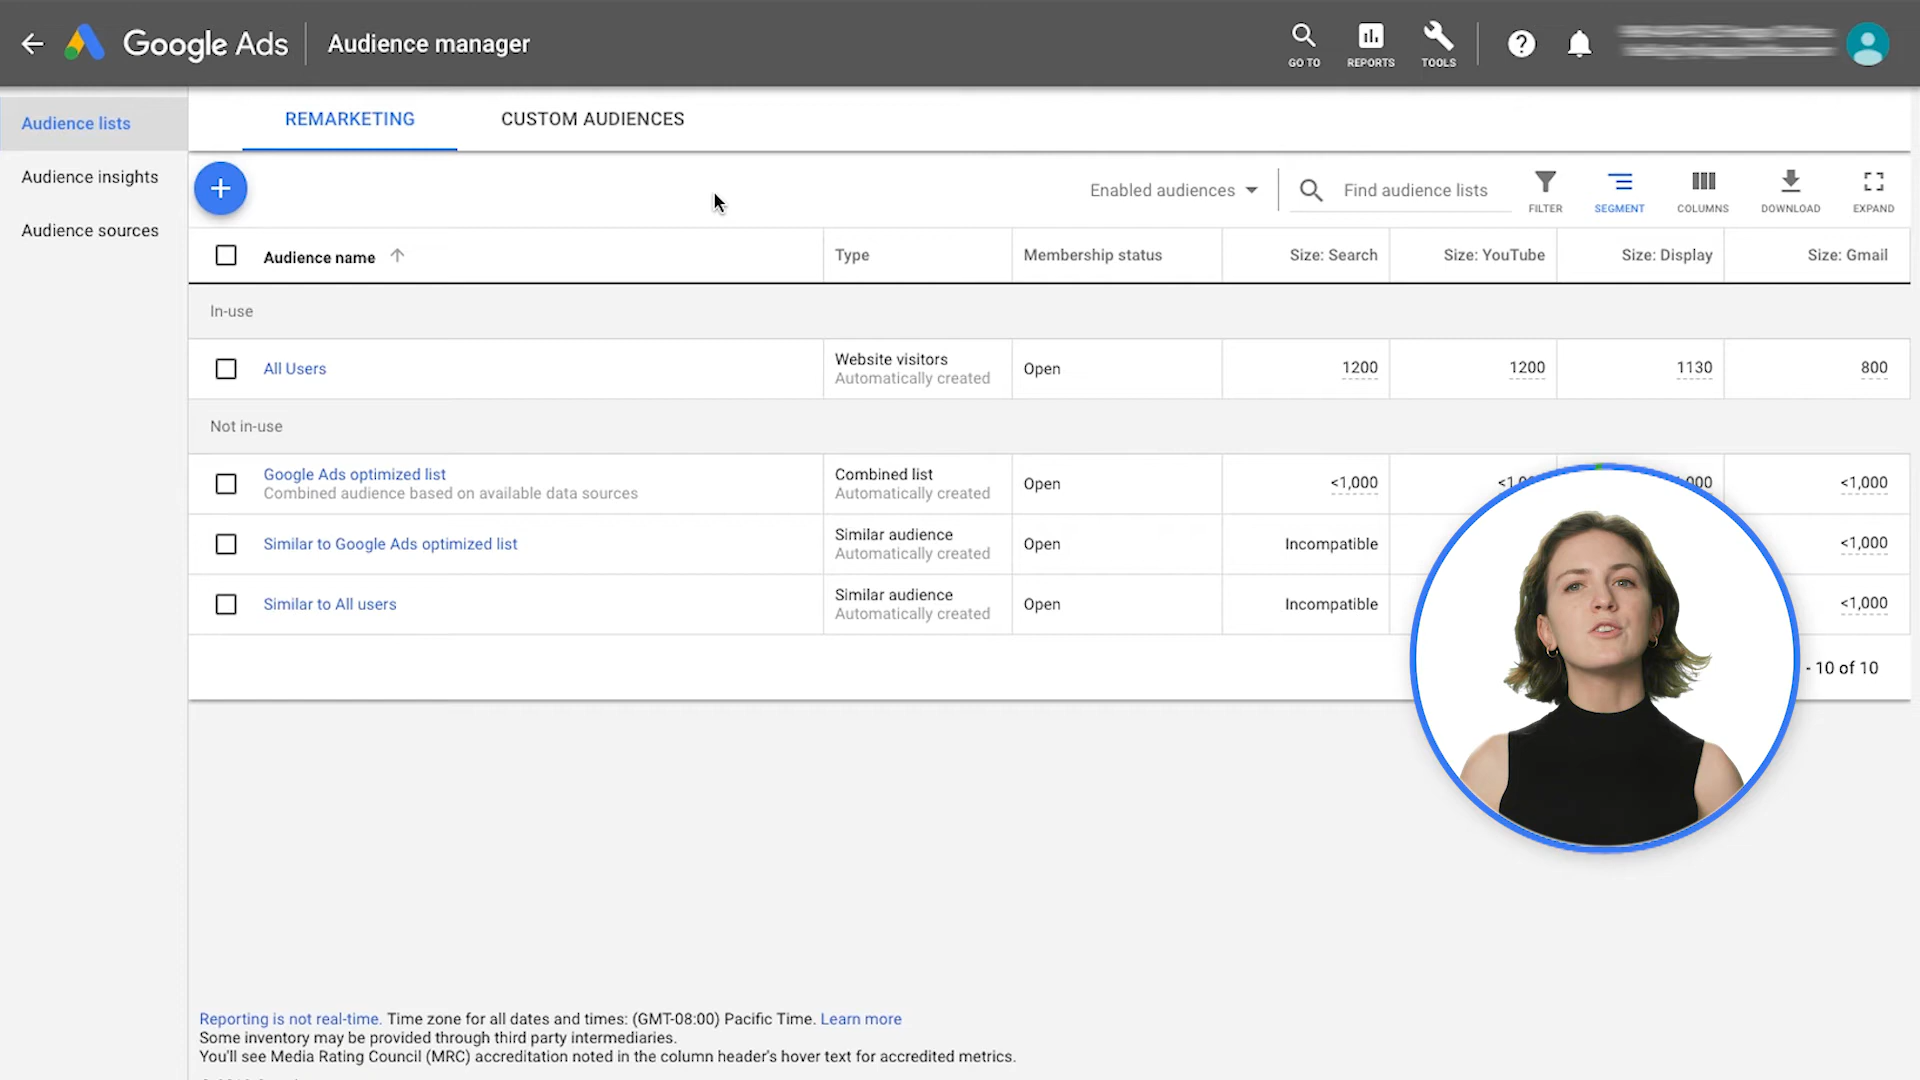 Google Ads
Audience manager
GO TO
REPORTS
TOOLS
Audience lists
Audience insights
Audience sources
REMARKETING
CUSTOM AUDIENCES
Enabled audiences
Find audience lists
FILTER
SEGMENT
COLUMNS
DOWNLOAD
EXPAND
Audience name
Type
Membership status
Size: Search
Size: YouTube
Size: Display
Size: Gmail
In-use
All Users
Website visitors
Automatically created
Open
1200
1200
1130
800
Not in-use
Google Ads optimized list
Combined audience based on available data sources
Combined list
Automatically created
Open
<1,000
<1,000
Similar to Google Ads optimized list
Similar audience
Automatically created
Open
Incompatible
<1,000
Similar to All users
Similar audience
Automatically created
Open
Incompatible
<1,000
- 10 of 10
Reporting is not real-time. Time zone for all dates and times: (GMT-08:00) Pacific Time. Learn more
Some inventory may be provided through third party intermediaries.
You'll see Media Rating Council (MRC) accreditation noted in the column header's hover text for accredited metrics.